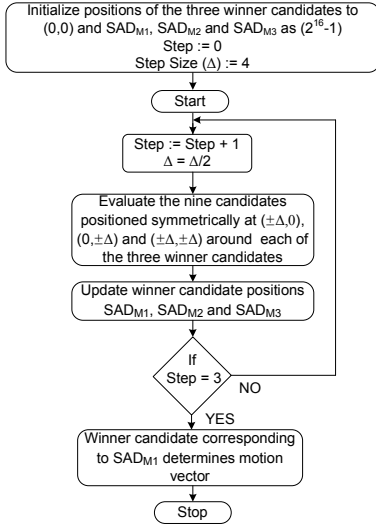 Initialize positions of the three winner candidates to
(0,0) and SAD_M1, SAD_M2 and SAD_M3 as (2^16-1)
Step := 0
Step Size (Δ) := 4
Start
Step := Step + 1
Δ = Δ/2
Evaluate the nine candidates
positioned symmetrically at (±Δ,0),
(0,±Δ) and (±Δ,±Δ) around each of
the three winner candidates
Update winner candidate positions
SAD_M1, SAD_M2 and SAD_M3
If
Step = 3
NO
YES
Winner candidate corresponding
to SAD_M1 determines motion
vector
Stop